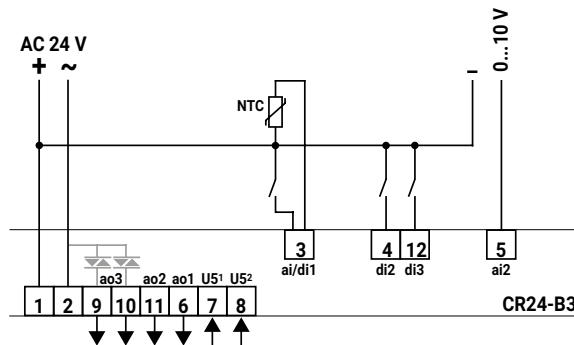 AC 24 V
+ ~
– 0...10 V
NTC
3 4 12 5
ai/di1 di2 di3 ai2
ao3 ao2 ao1 U5¹ U5²
1 2 9 10 11 6 7 8
CR24-B3